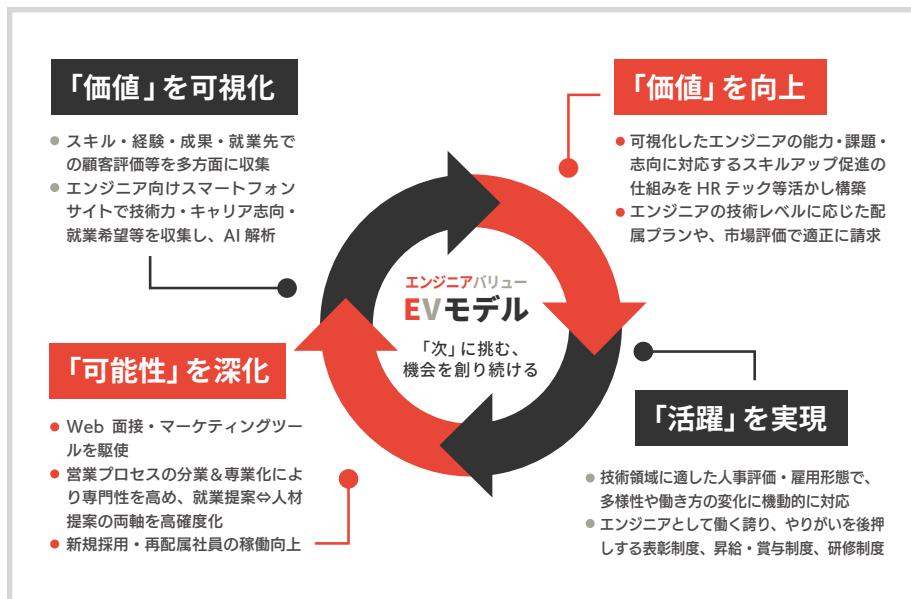 「価値」を可視化
● スキル・経験・成果・就業先で
の顧客評価等を多方面に収集
● エンジニア向けスマートフォン
サイトで技術力・キャリア志向・
就業希望等を収集し、AI 解析
「価値」を向上
● 可視化したエンジニアの能力・課題・
志向に対応するスキルアップ促進の
仕組みを HR テック等活かし構築
● エンジニアの技術レベルに応じた配
属プランや、市場評価で適正に請求
エンジニアバリュー
EVモデル
「次」に挑む、
機会を創り続ける
「可能性」を深化
● Web 面接・マーケティングツー
ルを駆使
● 営業プロセスの分業＆専業化によ
り専門性を高め、就業提案⇔人材
提案の両軸を高確度化
● 新規採用・再配属社員の稼働向上
「活躍」を実現
● 技術領域に適した人事評価・雇用形態で、
多様性や働き方の変化に機動的に対応
● エンジニアとして働く誇り、やりがいを後押
しする表彰制度、昇給・賞与制度、研修制度